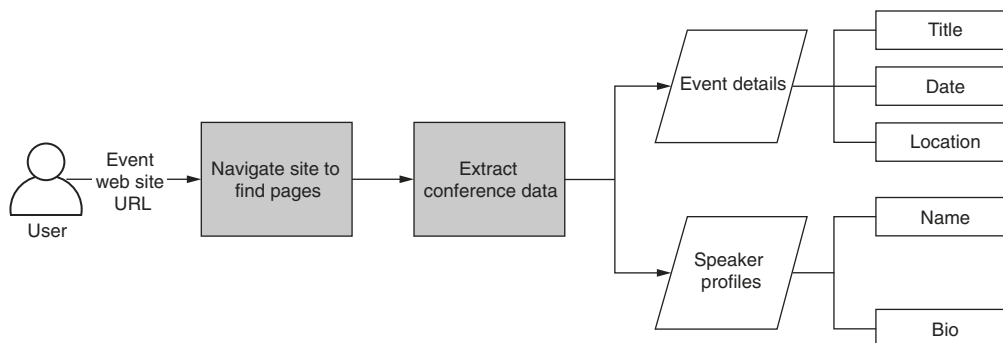 User
Event
web site
URL
Navigate site to
find pages
Extract
conference data
Event details
Title
Date
Location
Speaker
profiles
Name
Bio